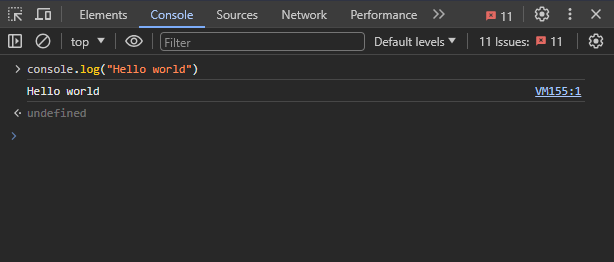 Elements Console Sources Network Performance 11
top Filter Default levels 11 Issues: 11
console.log("Hello world")
Hello world VM155:1
undefined